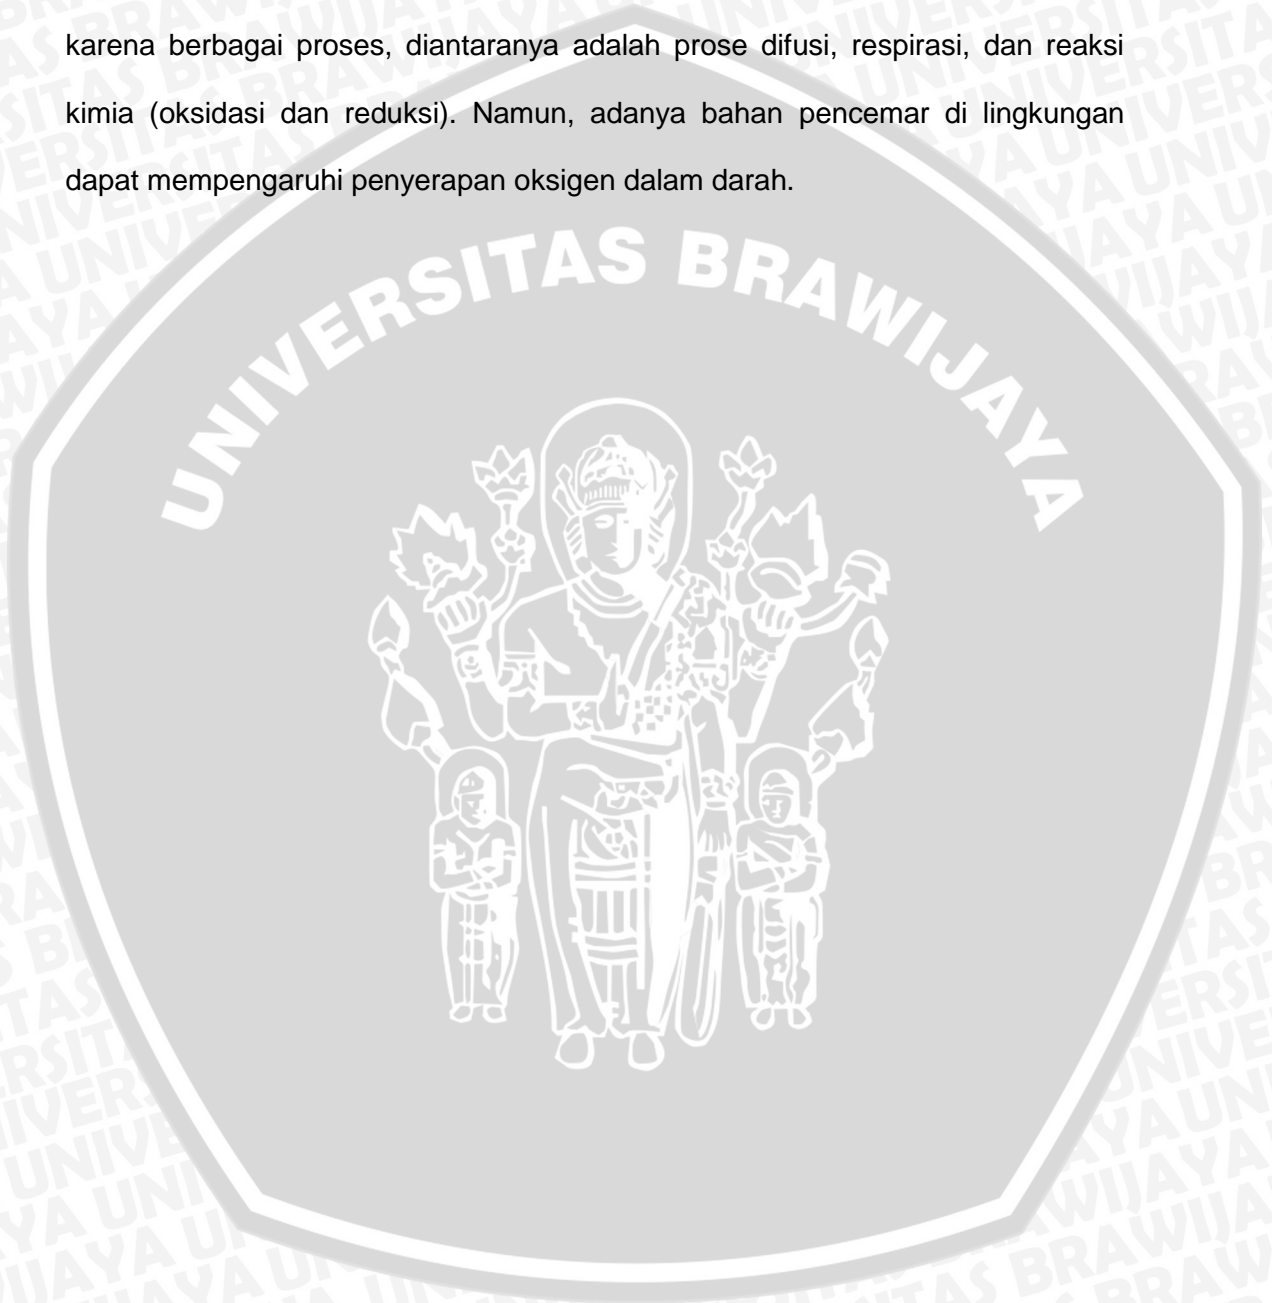 karena berbagai proses, diantaranya adalah prose difusi, respirasi, dan reaksi
kimia (oksidasi dan reduksi). Namun, adanya bahan pencemar di lingkungan
dapat mempengaruhi penyerapan oksigen dalam darah.
UNIVERSITAS BRAWIJAYA